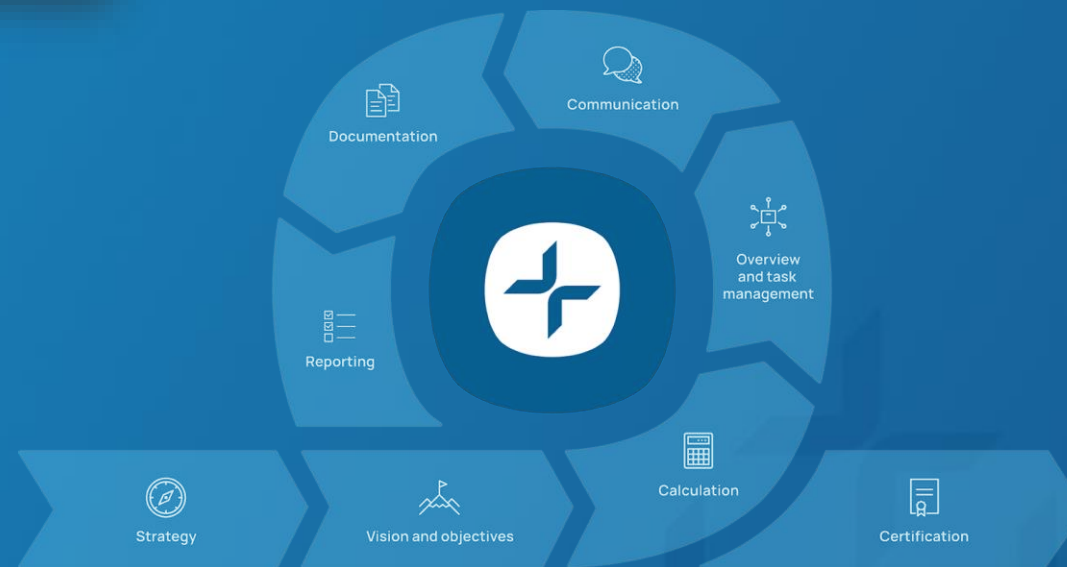 Communication
Documentation
Overview
and task
management
Reporting
Calculation
Strategy
Vision and objectives
Certification